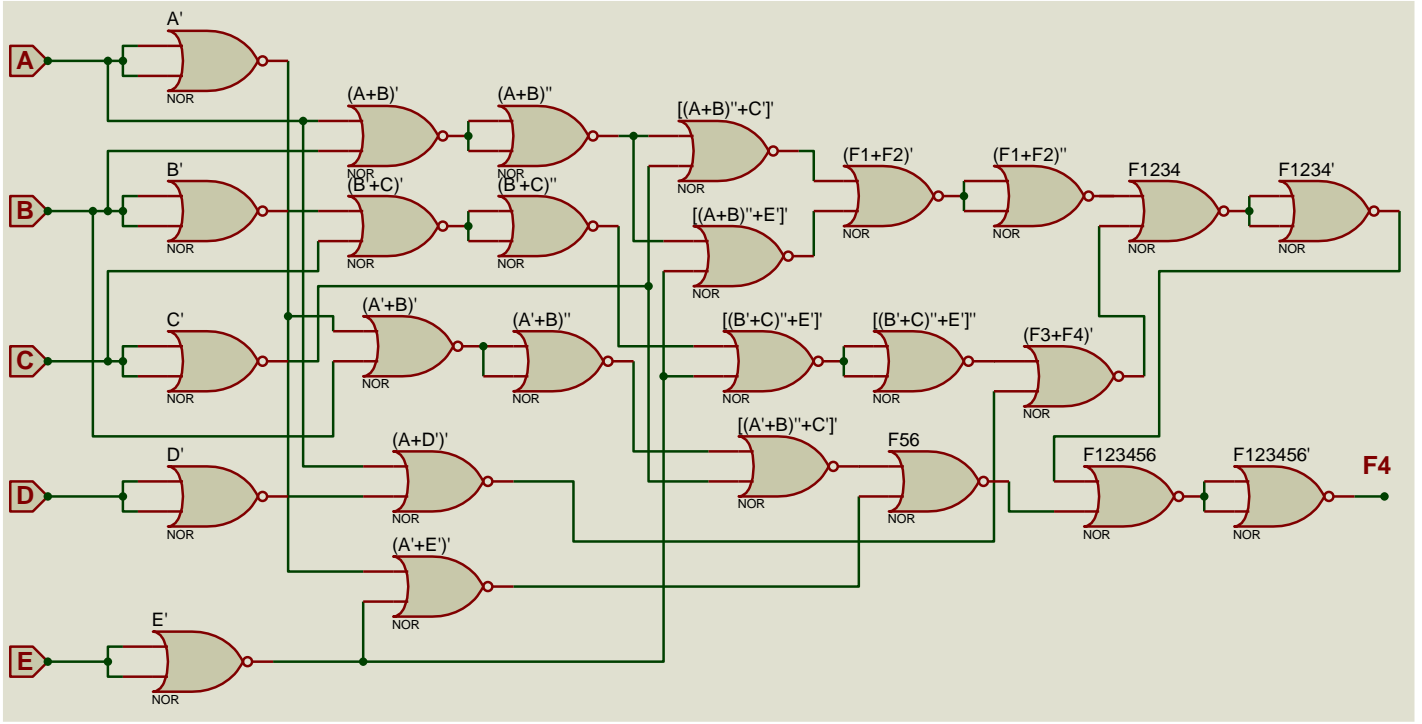 A'
NOR
A
(A+B)'
NOR
(A+B)''
NOR
[(A+B)''+C']'
NOR
(F1+F2)'
NOR
(F1+F2)''
NOR
F1234
NOR
F1234'
NOR
B'
NOR
B
(B'+C)'
NOR
(B'+C)''
NOR
[(A+B)''+E']'
NOR
C'
NOR
C
(A'+B)'
NOR
(A'+B)''
NOR
[(B'+C)''+E']'
NOR
[(B'+C)''+E']''
NOR
(F3+F4)'
NOR
D'
NOR
D
(A+D')'
NOR
[(A'+B)''+C']'
NOR
F56
NOR
F123456
NOR
F123456'
NOR
F4
(A'+E')'
NOR
E'
NOR
E